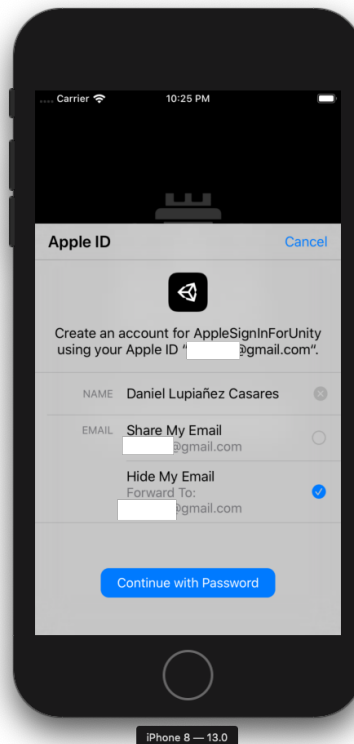 Carrier 10:25 PM
Apple ID Cancel
Create an account for AppleSignInForUnity
using your Apple ID “ @gmail.com“.
NAME Daniel Lupiañez Casares
EMAIL Share My Email
@gmail.com
Hide My Email
Forward To:
@gmail.com
Continue with Password
iPhone 8 — 13.0